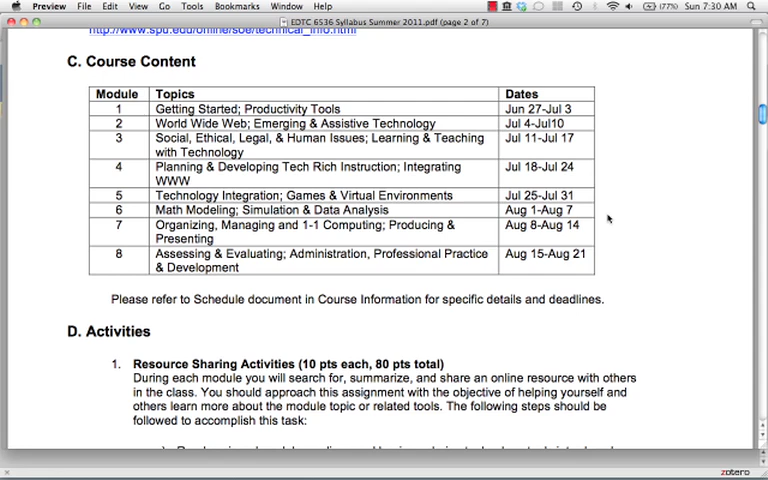 Preview File Edit View Go Tools Bookmarks Window Help (77%) Sun 7:30 AM
EDTC 6536 Syllabus Summer 2011.pdf (page 2 of 7)
http://www.spu.edu/online/soe/technical_info.html
C. Course Content
Module Topics Dates
1 Getting Started; Productivity Tools Jun 27-Jul 3
2 World Wide Web; Emerging & Assistive Technology Jul 4-Jul10
3 Social, Ethical, Legal, & Human Issues; Learning & Teaching Jul 11-Jul 17
with Technology
4 Planning & Developing Tech Rich Instruction; Integrating Jul 18-Jul 24
WWW
5 Technology Integration; Games & Virtual Environments Jul 25-Jul 31
6 Math Modeling; Simulation & Data Analysis Aug 1-Aug 7
7 Organizing, Managing and 1-1 Computing; Producing & Aug 8-Aug 14
Presenting
8 Assessing & Evaluating; Administration, Professional Practice Aug 15-Aug 21
& Development
Please refer to Schedule document in Course Information for specific details and deadlines.
D. Activities
1. Resource Sharing Activities (10 pts each, 80 pts total)
During each module you will search for, summarize, and share an online resource with others
in the class. You should approach this assignment with the objective of helping yourself and
others learn more about the module topic or related tools. The following steps should be
followed to accomplish this task:
zotero